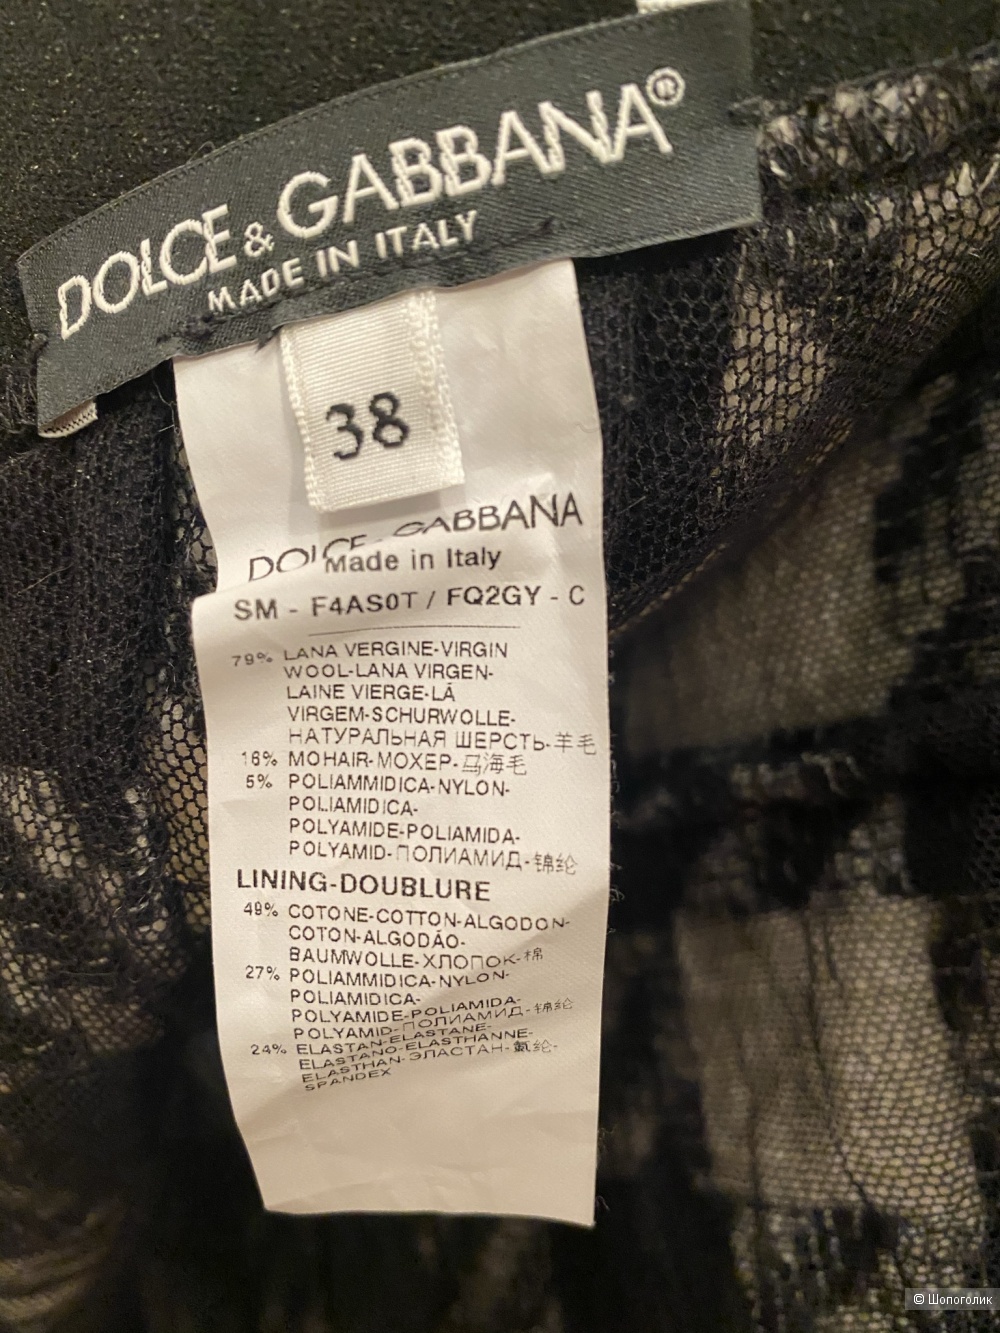 DOLCE & GABBANA®
MADE IN ITALY
38
GABBANA
Made in Italy
SM - F4AS0T / FQ2GY - C
79% LANA VERGINE-VIRGIN
WOOL-LANA VIRGEN-
LAINE VIERGE-LÃ
VIRGEM-SCHURWOLLE-
НАТУРАЛЬНАЯ ШЕРСТЬ-羊毛
16% MOHAIR-МОХЕР-马海毛
5% POLIAMMIDICA-NYLON-
POLIAMIDICA-
POLYAMIDE-POLIAMIDA-
POLYAMID-ПОЛИАМИД-锦纶
LINING-DOUBLURE
49% COTONE-COTTON-ALGODON-
COTON-ALGODÃO-
BAUMWOLLE-ХЛОПОК-棉
27% POLIAMMIDICA-NYLON-
POLIAMIDICA-
POLYAMIDE-POLIAMIDA-
POLYAMID-ПОЛИАМИД-锦纶
24% ELASTAN-ELASTANE-
ELASTANO-ELASTHANNE-
ELASTHAN-ЭЛАСТАН-氨纶-
SPANDEX
© Шопоголик